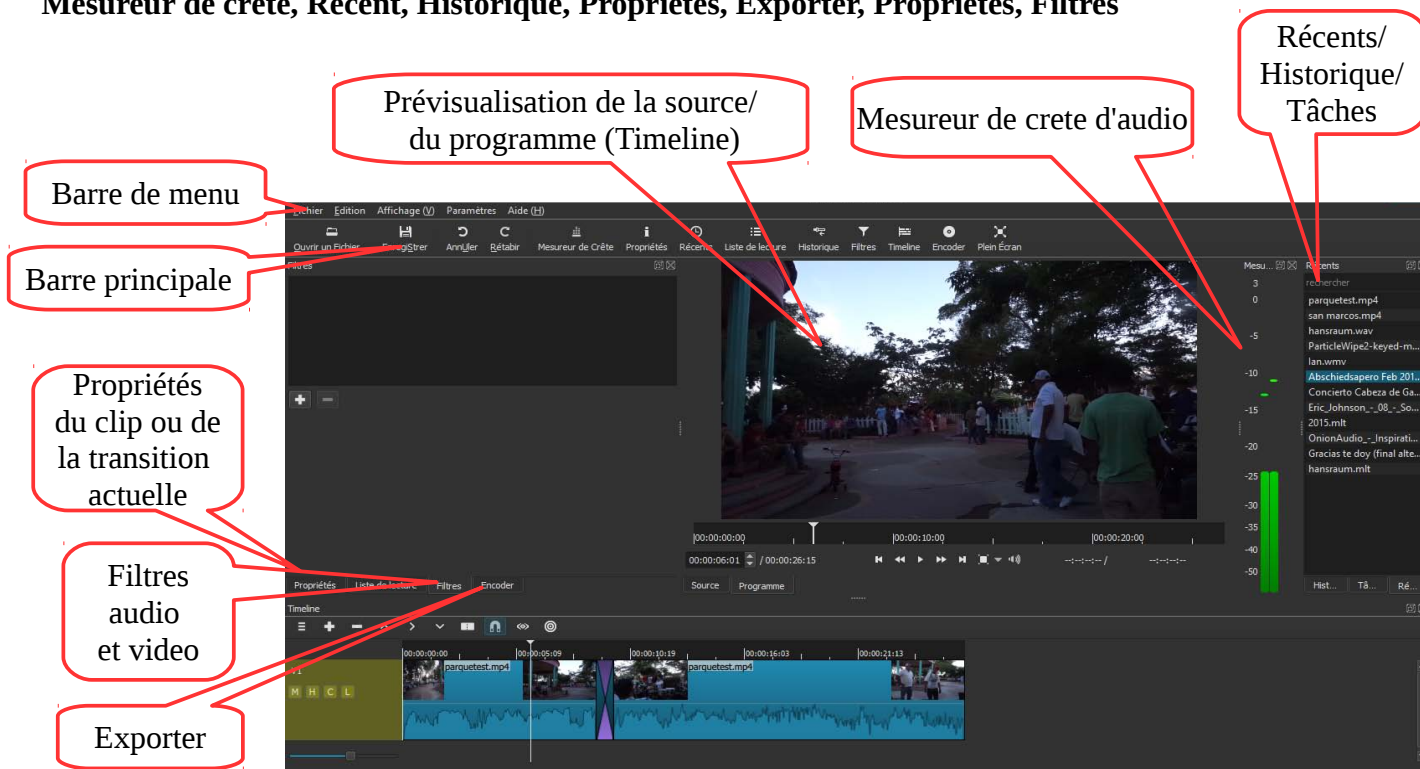 Mesureur de crête, Récent, Historique, Propriétés, Exporter, Propriétés, Filtres
Récents/
Historique/
Tâches
Prévisualisation de la source/
du programme (Timeline)
Mesureur de crete d'audio
Barre de menu
Barre principale
Propriétés
du clip ou de
la transition
actuelle
Filtres
audio
et video
Exporter
Fichier Edition Affichage (V) Paramètres Aide (H)
Ouvrir un Fichier EnregiStrer AnnUler Rétabir Mesureur de Crête Propriétés Récents Liste de lecture Historique Filtres Timeline Encoder Plein Écran
Filtres
Mesu...
3
0
-5
-10
-15
-20
-25
-30
-35
-40
-50
Récents
rechercher
parquetest.mp4
san marcos.mp4
hansraum.wav
ParticleWipe2-keyed-m...
lan.wmv
Abschiedsapero Feb 201...
Concierto Cabeza de Ga...
Eric_Johnson_-_08_-_So...
2015.mlt
OnionAudio_-_Inspirati...
Gracias te doy (final alte...
hansraum.mlt
Hist... Tâ... Ré...
00:00:00:00 00:00:10:00 00:00:20:00
00:00:06:01 / 00:00:26:15 --:--:--:-- / --:--:--:--
Source Programme
Propriétés Liste de lecture Filtres Encoder
Timeline
00:00:00:00 00:00:05:09 00:00:10:19 00:00:16:03 00:00:21:13
V1
parquetest.mp4 parquetest.mp4
M H C L